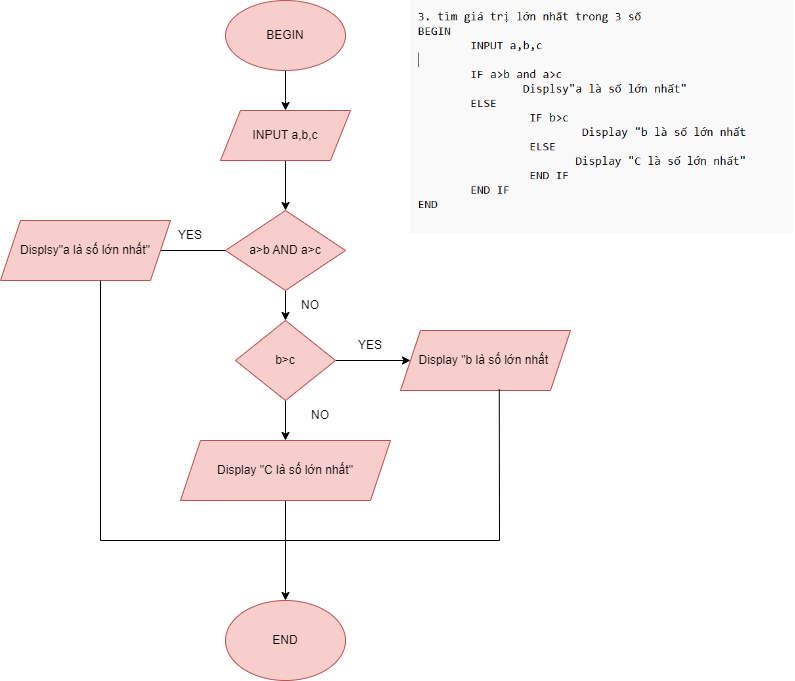 BEGIN
INPUT a,b,c
a>b AND a>c
YES
Displsy"a là số lớn nhất"
NO
b>c
YES
Display "b là số lớn nhất
NO
Display "C là số lớn nhất"
END
3. tìm giá trị lớn nhất trong 3 số
BEGIN
INPUT a,b,c
IF a>b and a>c
Displsy"a là số lớn nhất"
ELSE
IF b>c
Display "b là số lớn nhất
ELSE
Display "C là số lớn nhất"
END IF
END IF
END